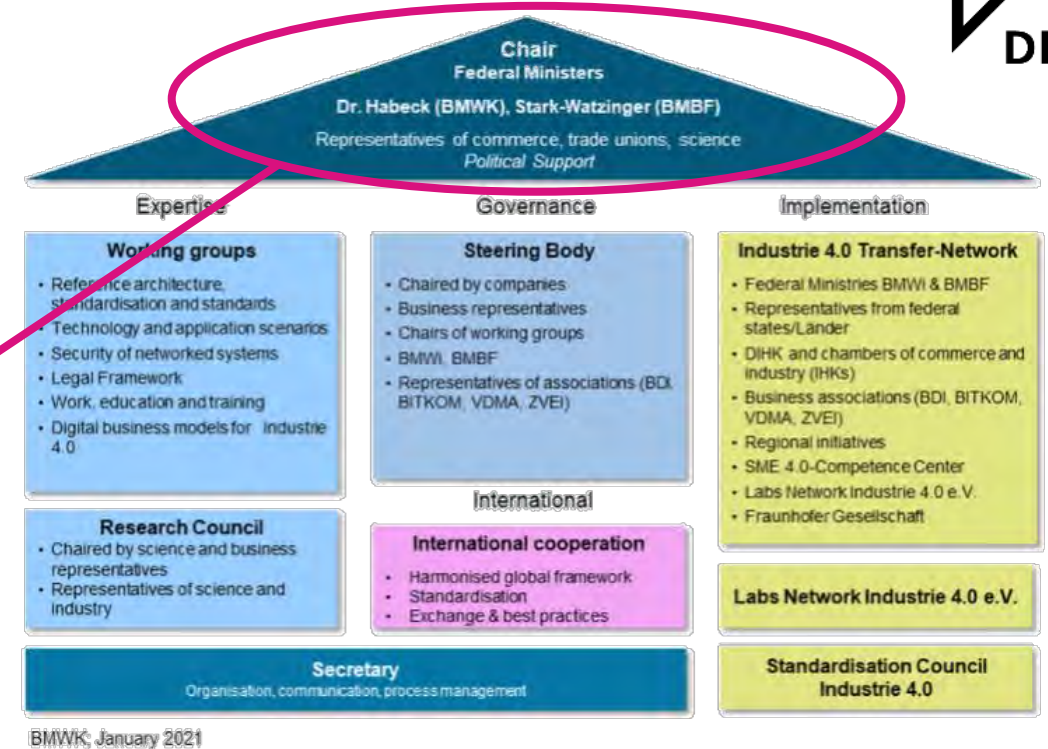 DI
Chair
Federal Ministers
Dr. Habeck (BMWK), Stark-Watzinger (BMBF)
Representatives of commerce, trade unions, science
Political Support
Expertise
Governance
Implementation
Working groups
• Reference architecture,
standardisation and standards
• Technology and application scenarios
• Security of networked systems
• Legal Framework
• Work, education and training
• Digital business models for Industrie
4.0
Research Council
• Chaired by science and business
representatives
• Representatives of science and
industry
Steering Body
• Chaired by companies
• Business representatives
• Chairs of working groups
• BMWi, BMBF
• Representatives of associations (BDI,
BITKOM, VDMA, ZVEI)
International
International cooperation
• Harmonised global framework
• Standardisation
• Exchange & best practices
Industrie 4.0 Transfer-Network
• Federal Ministries BMWi & BMBF
• Representatives from federal
states/Länder
• DIHK and chambers of commerce and
industry (IHKs)
• Business associations (BDI, BITKOM,
VDMA, ZVEI)
• Regional initiatives
• SME 4.0-Competence Center
• Labs Network Industrie 4.0 e.V.
• Fraunhofer Gesellschaft
Labs Network Industrie 4.0 e.V.
Standardisation Council
Industrie 4.0
Secretary
Organisation, communication, process management
BMWK, January 2021